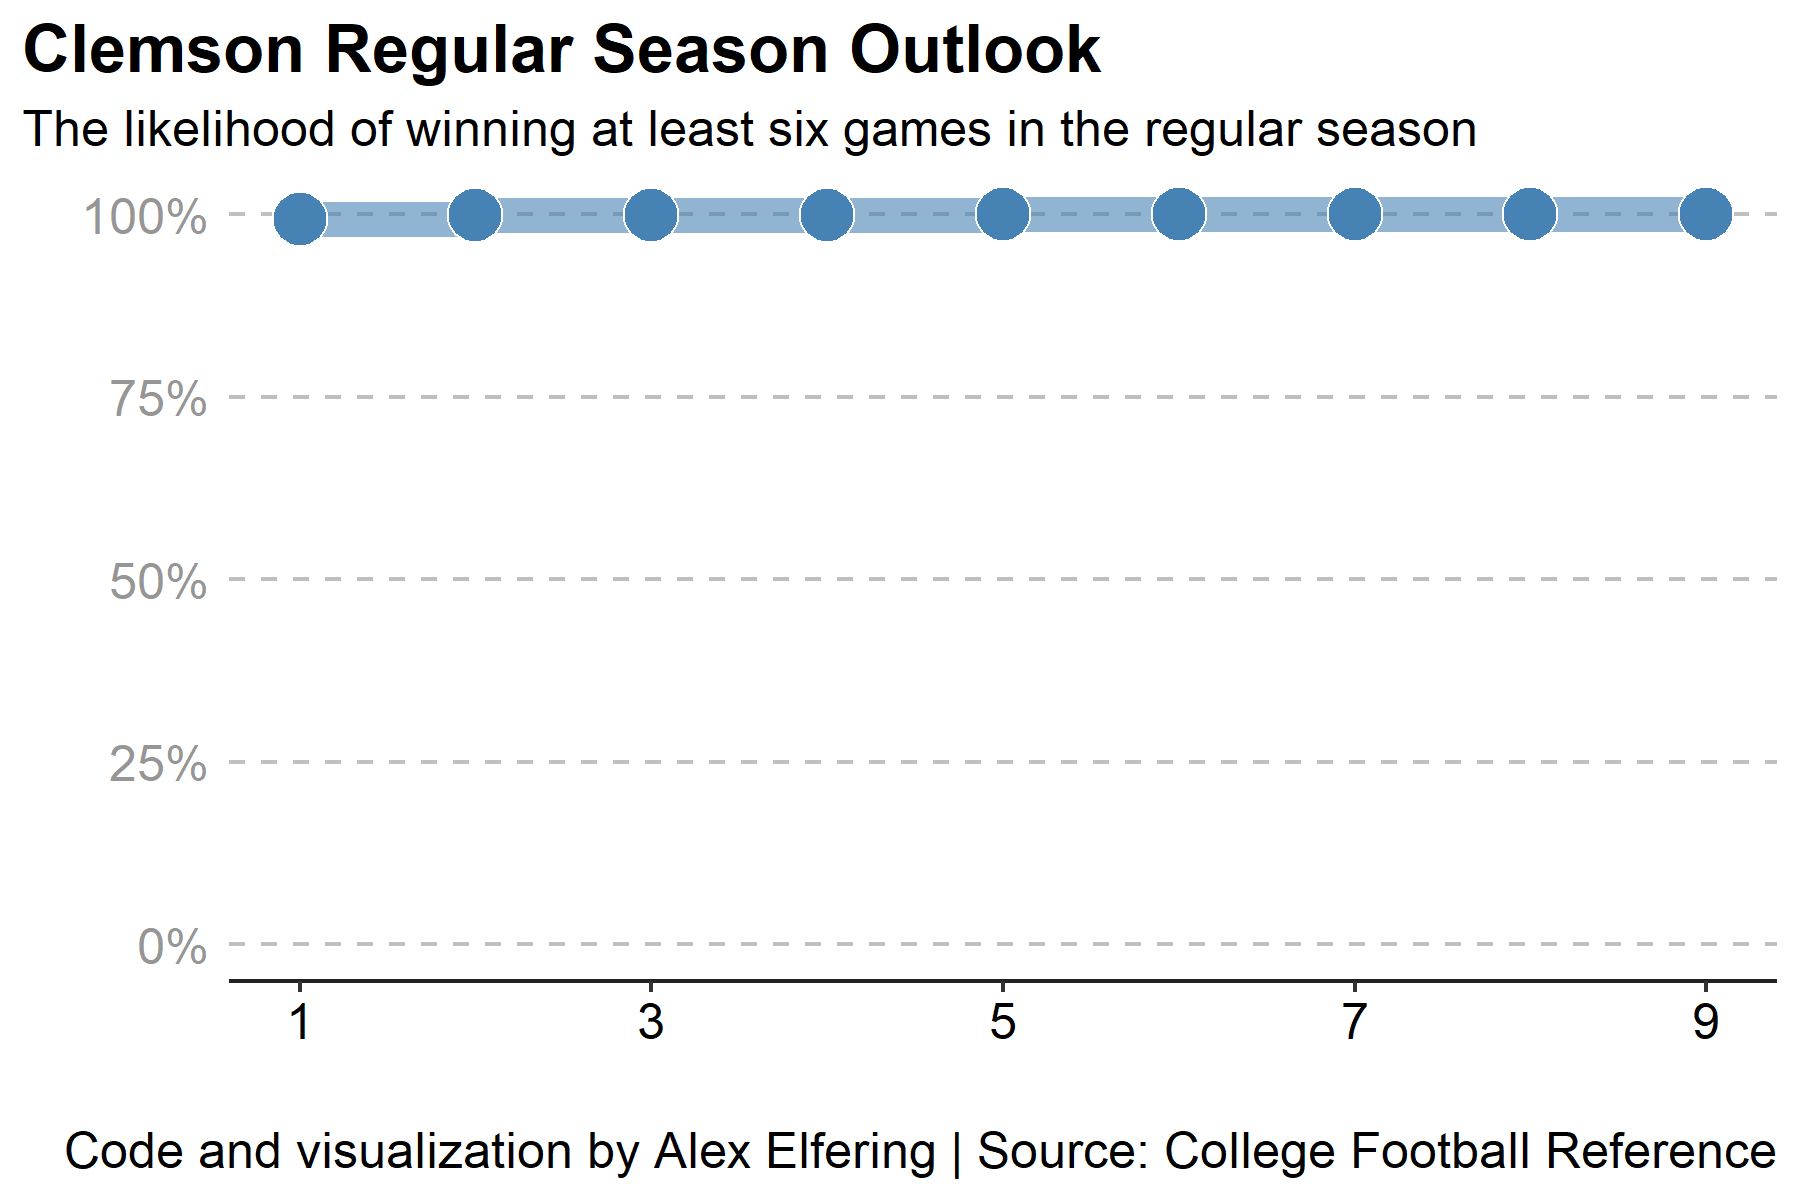 Clemson Regular Season Outlook
The likelihood of winning at least six games in the regular season
100%
75%
50%
25%
0%
1 3 5 7 9
Code and visualization by Alex Elfering | Source: College Football Reference